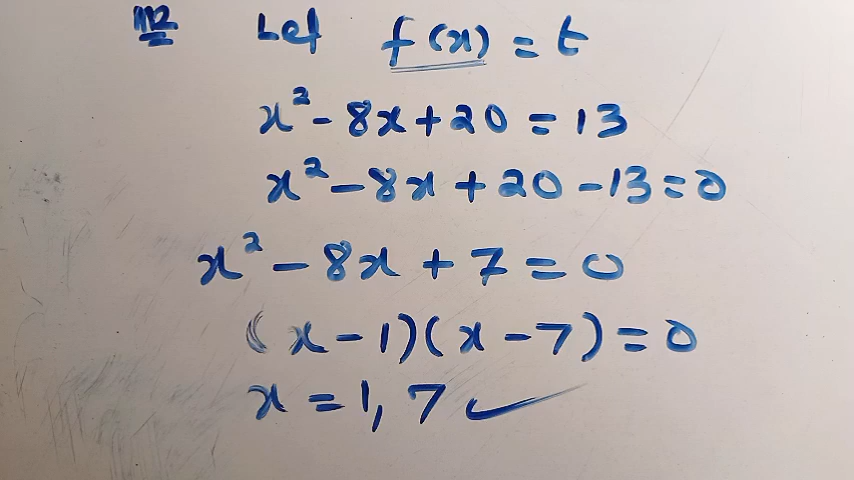 M2 Let f(x) = t
x² - 8x + 20 = 13
x² - 8x + 20 - 13 = 0
x² - 8x + 7 = 0
(x - 1)(x - 7) = 0
x = 1, 7 ✓